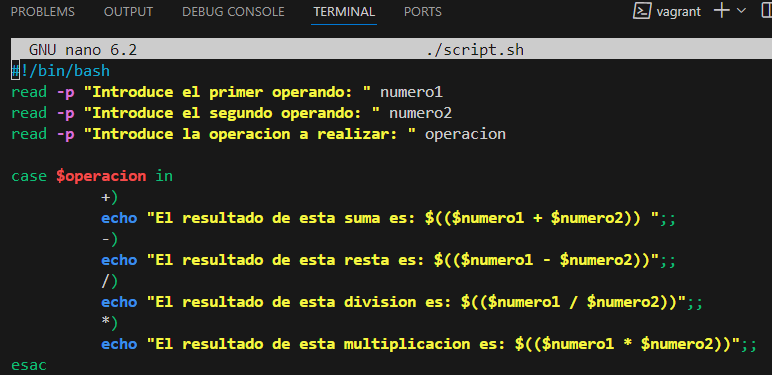 PROBLEMS OUTPUT DEBUG CONSOLE TERMINAL PORTS vagrant
GNU nano 6.2 ./script.sh
#!/bin/bash
read -p "Introduce el primer operando: " numero1
read -p "Introduce el segundo operando: " numero2
read -p "Introduce la operacion a realizar: " operacion
case $operacion in
+)
echo "El resultado de esta suma es: $(($numero1 + $numero2)) ";;
-)
echo "El resultado de esta resta es: $(($numero1 - $numero2))";;
/)
echo "El resultado de esta division es: $(($numero1 / $numero2))";;
*)
echo "El resultado de esta multiplicacion es: $(($numero1 * $numero2))";;
esac